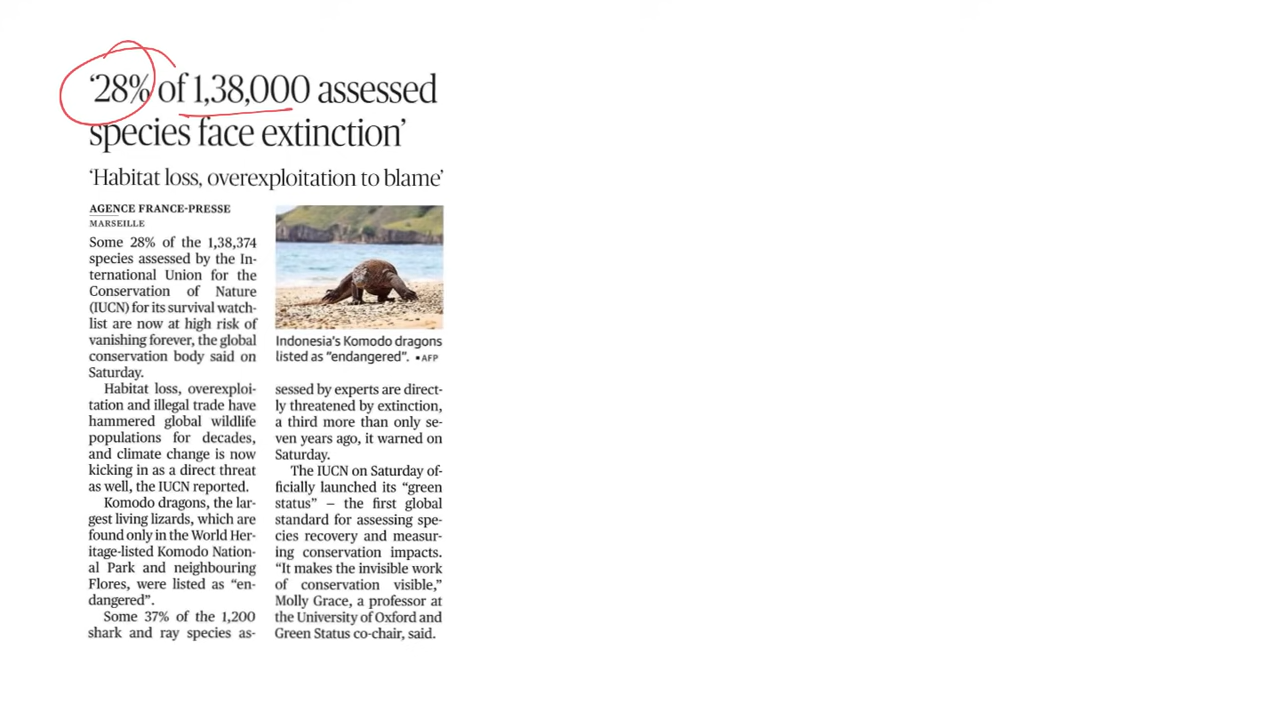 ‘28% of 1,38,000 assessed
species face extinction’
‘Habitat loss, overexploitation to blame’
AGENCE FRANCE-PRESSE
MARSEILLE
Some 28% of the 1,38,374
species assessed by the In-
ternational Union for the
Conservation of Nature
(IUCN) for its survival watch-
list are now at high risk of
vanishing forever, the global
conservation body said on
Saturday.
Habitat loss, overexploi-
tation and illegal trade have
hammered global wildlife
populations for decades,
and climate change is now
kicking in as a direct threat
as well, the IUCN reported.
Komodo dragons, the lar-
gest living lizards, which are
found only in the World Her-
itage-listed Komodo Nation-
al Park and neighbouring
Flores, were listed as “en-
dangered”.
Some 37% of the 1,200
shark and ray species as-
Indonesia’s Komodo dragons
listed as “endangered”. ▪AFP
sessed by experts are direct-
ly threatened by extinction,
a third more than only se-
ven years ago, it warned on
Saturday.
The IUCN on Saturday of-
ficially launched its “green
status” – the first global
standard for assessing spe-
cies recovery and measur-
ing conservation impacts.
“It makes the invisible work
of conservation visible,”
Molly Grace, a professor at
the University of Oxford and
Green Status co-chair, said.